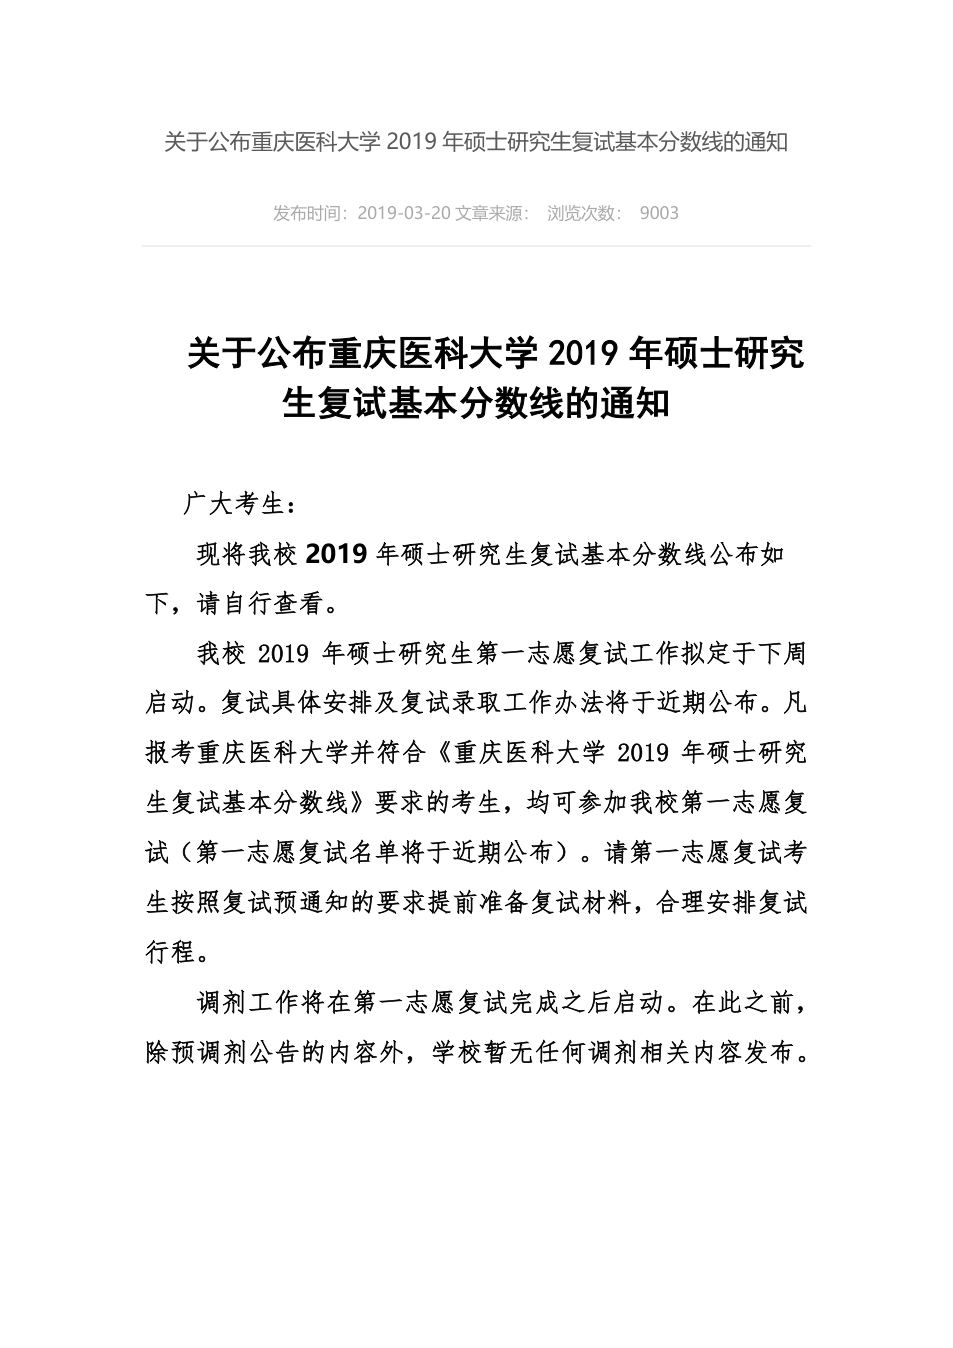 关于公布重庆医科大学 2019 年硕士研究生复试基本分数线的通知
发布时间：2019-03-20 文章来源： 浏览次数： 9003
关于公布重庆医科大学 2019 年硕士研究
生复试基本分数线的通知
广大考生：
现将我校 2019 年硕士研究生复试基本分数线公布如
下，请自行查看。
我校 2019 年硕士研究生第一志愿复试工作拟定于下周
启动。复试具体安排及复试录取工作办法将于近期公布。凡
报考重庆医科大学并符合《重庆医科大学 2019 年硕士研究
生复试基本分数线》要求的考生，均可参加我校第一志愿复
试（第一志愿复试名单将于近期公布）。请第一志愿复试考
生按照复试预通知的要求提前准备复试材料，合理安排复试
行程。
调剂工作将在第一志愿复试完成之后启动。在此之前，
除预调剂公告的内容外，学校暂无任何调剂相关内容发布。